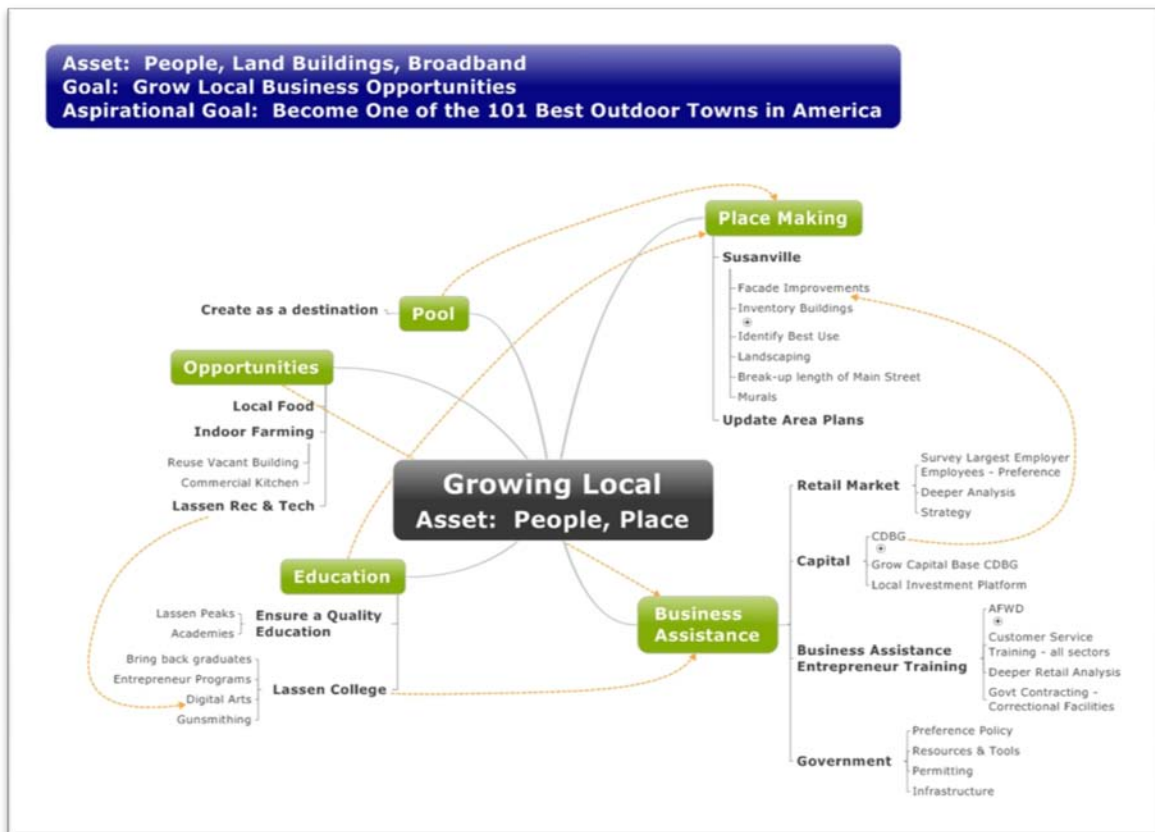 Asset:  People, Land Buildings, Broadband
Goal:  Grow Local Business Opportunities
Aspirational Goal:  Become One of the 101 Best Outdoor Towns in America
Growing Local
Asset:  People, Place
Place Making
Susanville
Facade Improvements
Inventory Buildings
Identify Best Use
Landscaping
Break-up length of Main Street
Murals
Update Area Plans
Business
Assistance
Retail Market
Survey Largest Employer
Employees - Preference
Deeper Analysis
Strategy
Capital
CDBG
Grow Capital Base CDBG
Local Investment Platform
Business Assistance
Entrepreneur Training
AFWD
Customer Service
Training - all sectors
Deeper Retail Analysis
Govt Contracting -
Correctional Facilities
Government
Preference Policy
Resources & Tools
Permitting
Infrastructure
Education
Ensure a Quality
Education
Lassen Peaks
Academies
Lassen College
Bring back graduates
Entrepreneur Programs
Digital Arts
Gunsmithing
Opportunities
Local Food
Indoor Farming
Reuse Vacant Building
Commercial Kitchen
Lassen Rec & Tech
Pool
Create as a destination